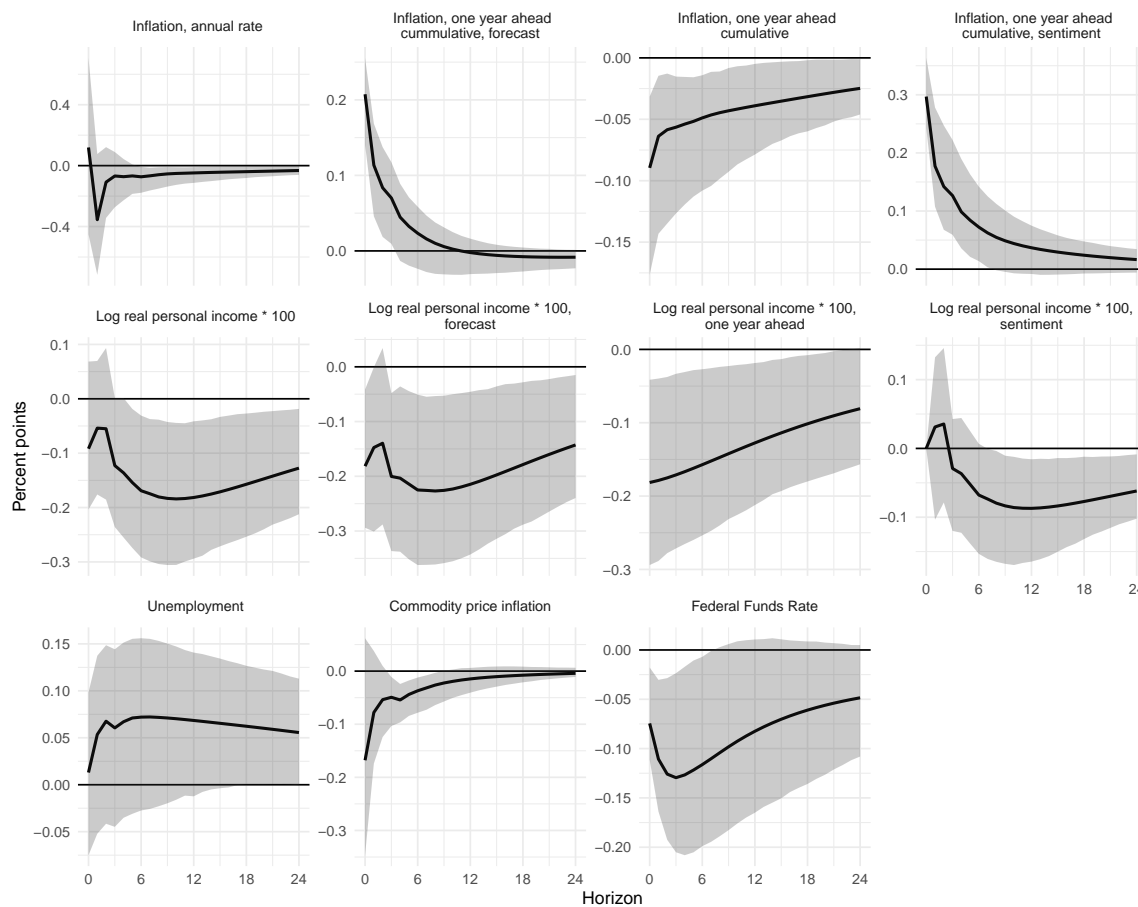 Inflation, annual rate
Inflation, one year ahead
cummulative, forecast
Inflation, one year ahead
cumulative
Inflation, one year ahead
cumulative, sentiment
0.4
0.0
−0.4
0.2
0.1
0.0
0.00
−0.05
−0.10
−0.15
0.3
0.2
0.1
0.0
Log real personal income * 100
Log real personal income * 100,
forecast
Log real personal income * 100,
one year ahead
Log real personal income * 100,
sentiment
0.1
0.0
−0.1
−0.2
−0.3
0.0
−0.1
−0.2
−0.3
0.0
−0.1
−0.2
−0.3
0.1
0.0
−0.1
0 6 12 18 24
Unemployment
Commodity price inflation
Federal Funds Rate
0.15
0.10
0.05
0.00
−0.05
0.0
−0.1
−0.2
−0.3
0.00
−0.05
−0.10
−0.15
−0.20
0 6 12 18 24
0 6 12 18 24
0 6 12 18 24
Percent points
Horizon